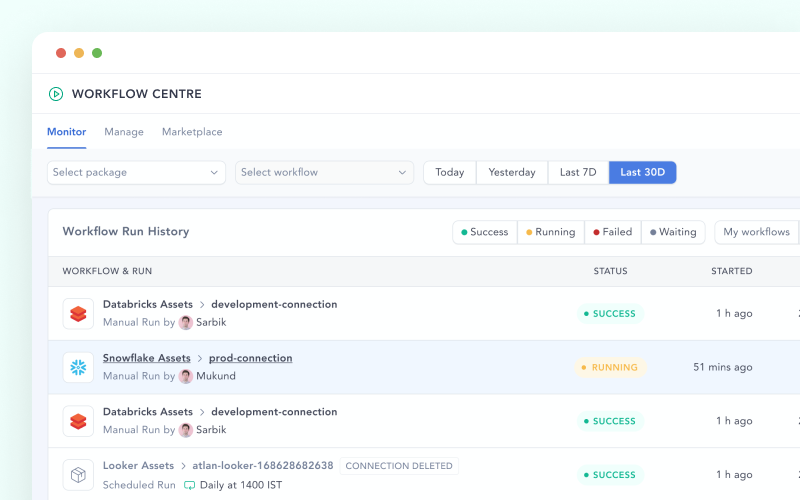 WORKFLOW CENTRE
Monitor Manage Marketplace
Select package Select workflow Today Yesterday Last 7D Last 30D
Workflow Run History Success Running Failed Waiting My workflows
WORKFLOW & RUN STATUS STARTED
Databricks Assets > development-connection
Manual Run by Sarbik SUCCESS 1 h ago
Snowflake Assets > prod-connection
Manual Run by Mukund RUNNING 51 mins ago
Databricks Assets > development-connection
Manual Run by Sarbik SUCCESS 1 h ago
Looker Assets > atlan-looker-168628682638 CONNECTION DELETED
Scheduled Run Daily at 1400 IST SUCCESS 1 h ago